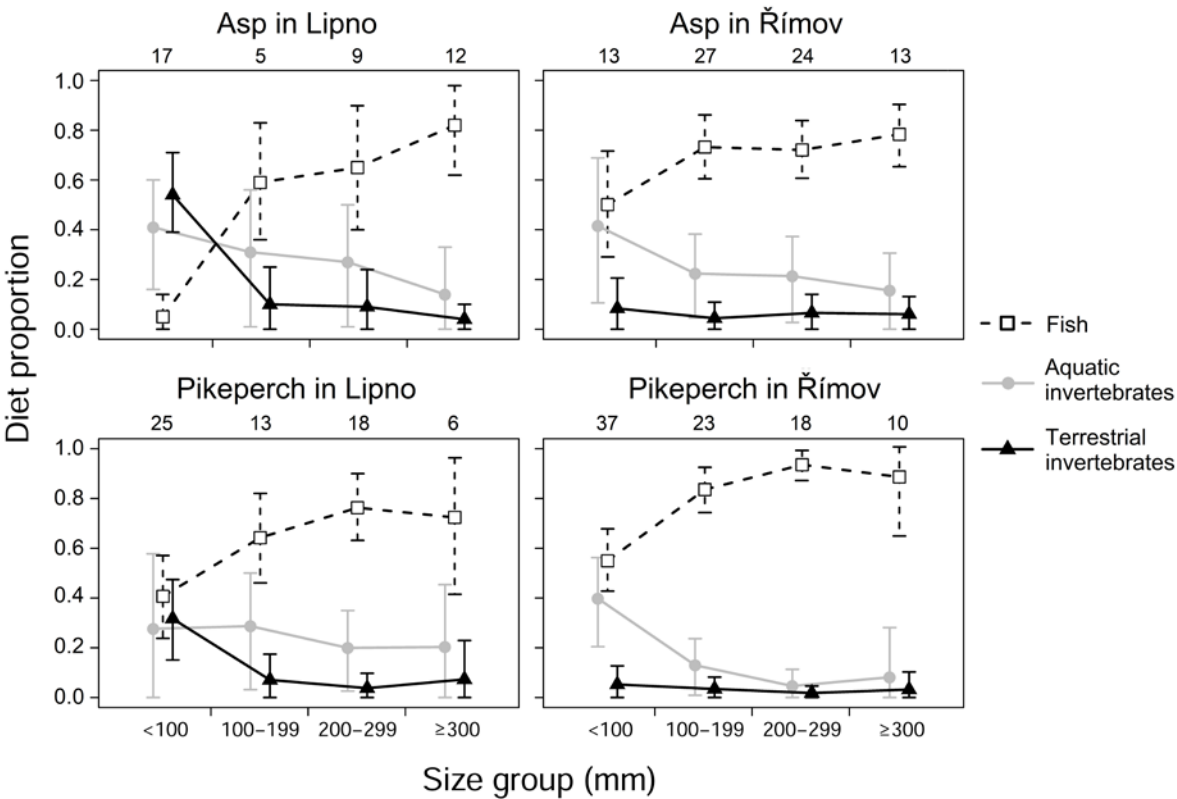 Asp in Lipno
17 5 9 12
Asp in Římov
13 27 24 13
1.0
0.8
0.6
0.4
0.2
0.0
Pikeperch in Lipno
25 13 18 6
Pikeperch in Římov
37 23 18 10
1.0
0.8
0.6
0.4
0.2
0.0
<100 100–199 200–299 ≥300
<100 100–199 200–299 ≥300
Diet proportion
Size group (mm)
Fish
Aquatic
invertebrates
Terrestrial
invertebrates